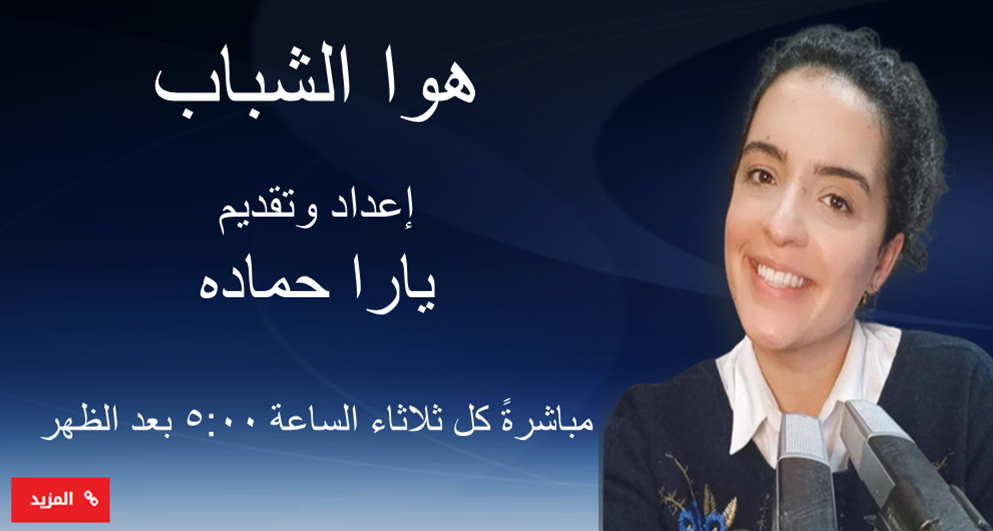 هوا الشباب
إعداد وتقديم
يارا حماده
مباشرةً كل ثلاثاء الساعة ٥:٠٠ بعد الظهر
المزيد